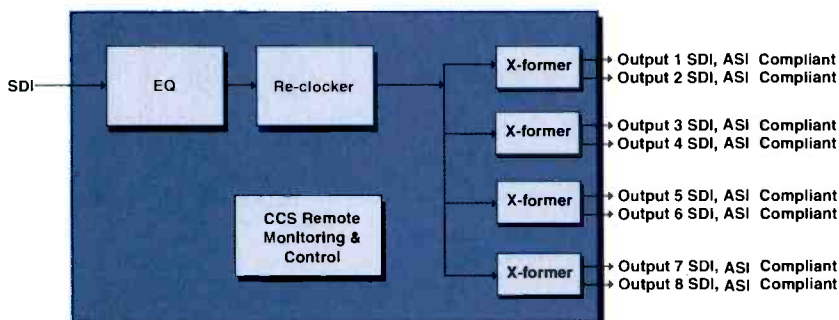 SDI
EQ
Re-clocker
X-former
Output 1 SDI, ASI Compliant
Output 2 SDI, ASI Compliant
X-former
Output 3 SDI, ASI Compliant
Output 4 SDI, ASI Compliant
X-former
Output 5 SDI, ASI Compliant
Output 6 SDI, ASI Compliant
X-former
Output 7 SDI, ASI Compliant
Output 8 SDI, ASI Compliant
CCS Remote
Monitoring &
Control